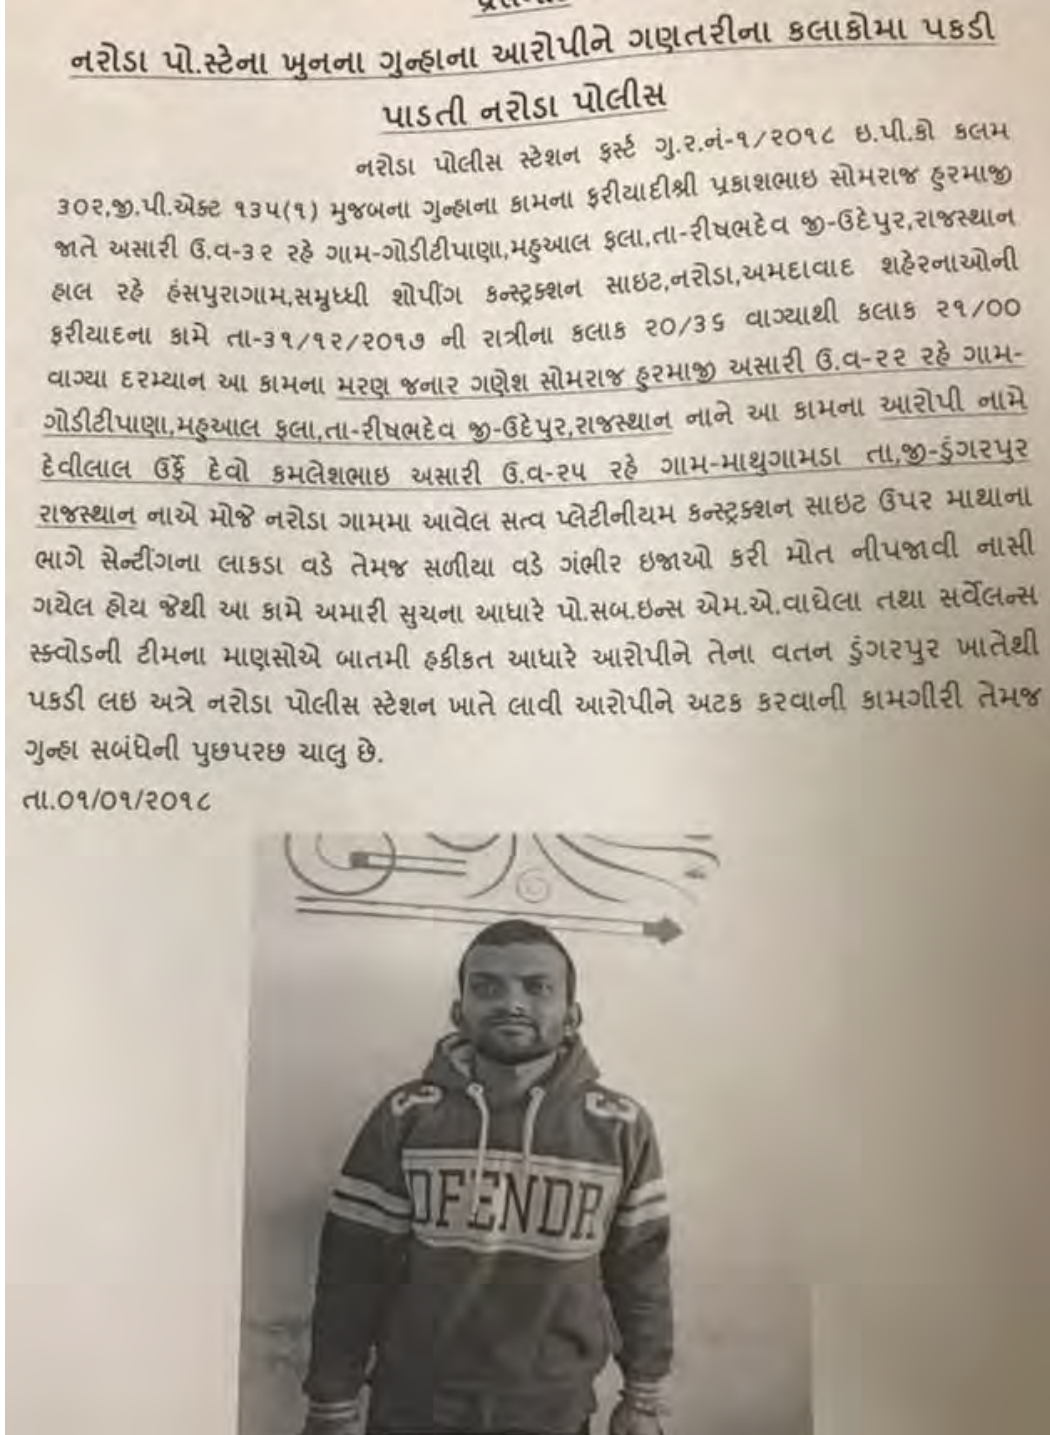 નરોડા પો.સ્ટેના ખુનના ગુન્હાના આરોપીને ગણતરીના કલાકોમા પકડી
પાડતી નરોડા પોલીસ
નરોડા પોલીસ સ્ટેશન ફર્સ્ટ ગુ.ર.નં-૧/૨૦૧૮ ઇ.પી.કો કલમ
૩૦૨,જી.પી.એક્ટ ૧૩૫(૧) મુજબના ગુન્હાના કામના ફરીયાદીશ્રી પ્રકાશભાઇ સોમરાજ હુરમાજી
જાતે અસારી ઉ.વ-૩૨ રહે ગામ-ગોડીટીપાણા,મહુઆલ ફલા,તા-રીષભદેવ જી-ઉદેપુર,રાજસ્થાન
હાલ રહે હંસપુરાગામ,સમ્રુધ્ધી શોપીંગ કન્સ્ટ્રક્શન સાઇટ,નરોડા,અમદાવાદ શહેરનાઓની
ફરીયાદના કામે તા-૩૧/૧૨/૨૦૧૭ ની રાત્રીના કલાક ૨૦/૩૬ વાગ્યાથી કલાક ૨૧/૦૦
વાગ્યા દરમ્યાન આ કામના મરણ જનાર ગણેશ સોમરાજ હુરમાજી અસારી ઉ.વ-૨૨ રહે ગામ-
ગોડીટીપાણા,મહુઆલ ફલા,તા-રીષભદેવ જી-ઉદેપુર,રાજસ્થાન નાને આ કામના આરોપી નામે
દેવીલાલ ઉર્ફે દેવો કમલેશભાઇ અસારી ઉ.વ-૨૫ રહે ગામ-માથુગામડા તા,જી-ડુંગરપુર
રાજસ્થાન નાએ મોજે નરોડા ગામમા આવેલ સત્વ પ્લેટીનીયમ કન્સ્ટ્રક્શન સાઇટ ઉપર માથાના
ભાગે સેન્ટીંગના લાકડા વડે તેમજ સળીયા વડે ગંભીર ઇજાઓ કરી મોત નીપજાવી નાસી
ગયેલ હોય જેથી આ કામે અમારી સુચના આધારે પો.સબ.ઇન્સ એમ.એ.વાઘેલા તથા સર્વેલન્સ
સ્ક્વોડની ટીમના માણસોએ બાતમી હકીકત આધારે આરોપીને તેના વતન ડુંગરપુર ખાતેથી
પકડી લઇ અત્રે નરોડા પોલીસ સ્ટેશન ખાતે લાવી આરોપીને અટક કરવાની કામગીરી તેમજ
ગુન્હા સબંધેની પુછપરછ ચાલુ છે.
તા.૦૧/૦૧/૨૦૧૮
DFENDR